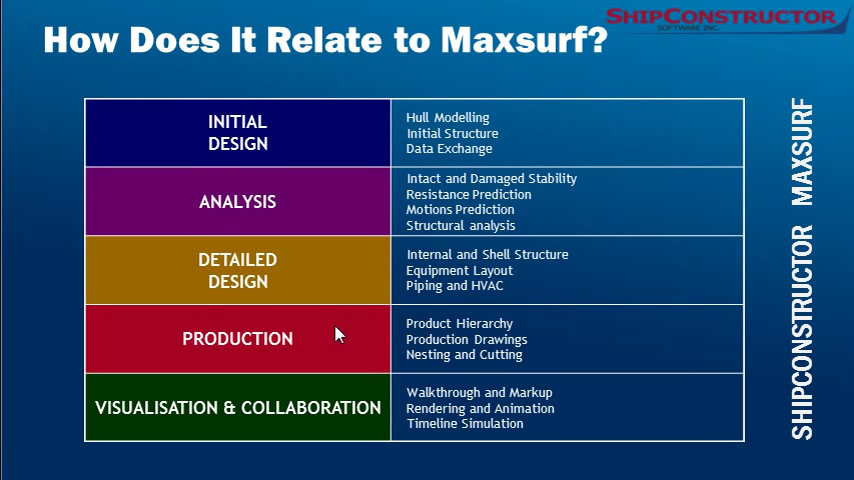 SHIPCONSTRUCTOR
SOFTWARE INC.
How Does It Relate to Maxsurf?
INITIAL
DESIGN
Hull Modelling
Initial Structure
Data Exchange
ANALYSIS
Intact and Damaged Stability
Resistance Prediction
Motions Prediction
Structural analysis
DETAILED
DESIGN
Internal and Shell Structure
Equipment Layout
Piping and HVAC
PRODUCTION
Product Hierarchy
Production Drawings
Nesting and Cutting
VISUALISATION & COLLABORATION
Walkthrough and Markup
Rendering and Animation
Timeline Simulation
MAXSURF
SHIPCONSTRUCTOR